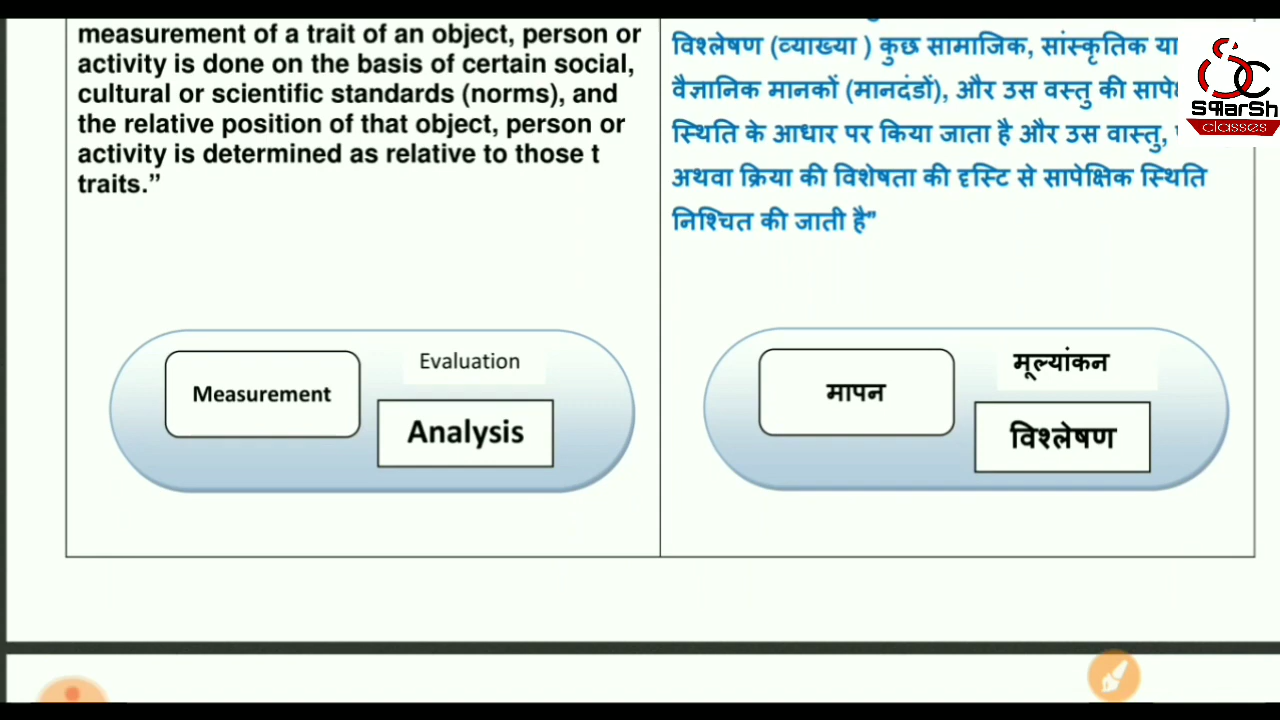 measurement of a trait of an object, person or
activity is done on the basis of certain social,
cultural or scientific standards (norms), and
the relative position of that object, person or
activity is determined as relative to those t
traits.”
विश्लेषण (व्याख्या ) कुछ सामाजिक, सांस्कृतिक या
वैज्ञानिक मानकों (मानदंडों), और उस वस्तु की
स्थिति के आधार पर किया जाता है और उस वास्तु,
अथवा क्रिया की विशेषता की दृस्टि से सापेक्षिक स्थिति
निश्चित की जाती है”
Measurement
Evaluation
Analysis
मापन
मूल्यांकन
विश्लेषण
SqparSh
classes